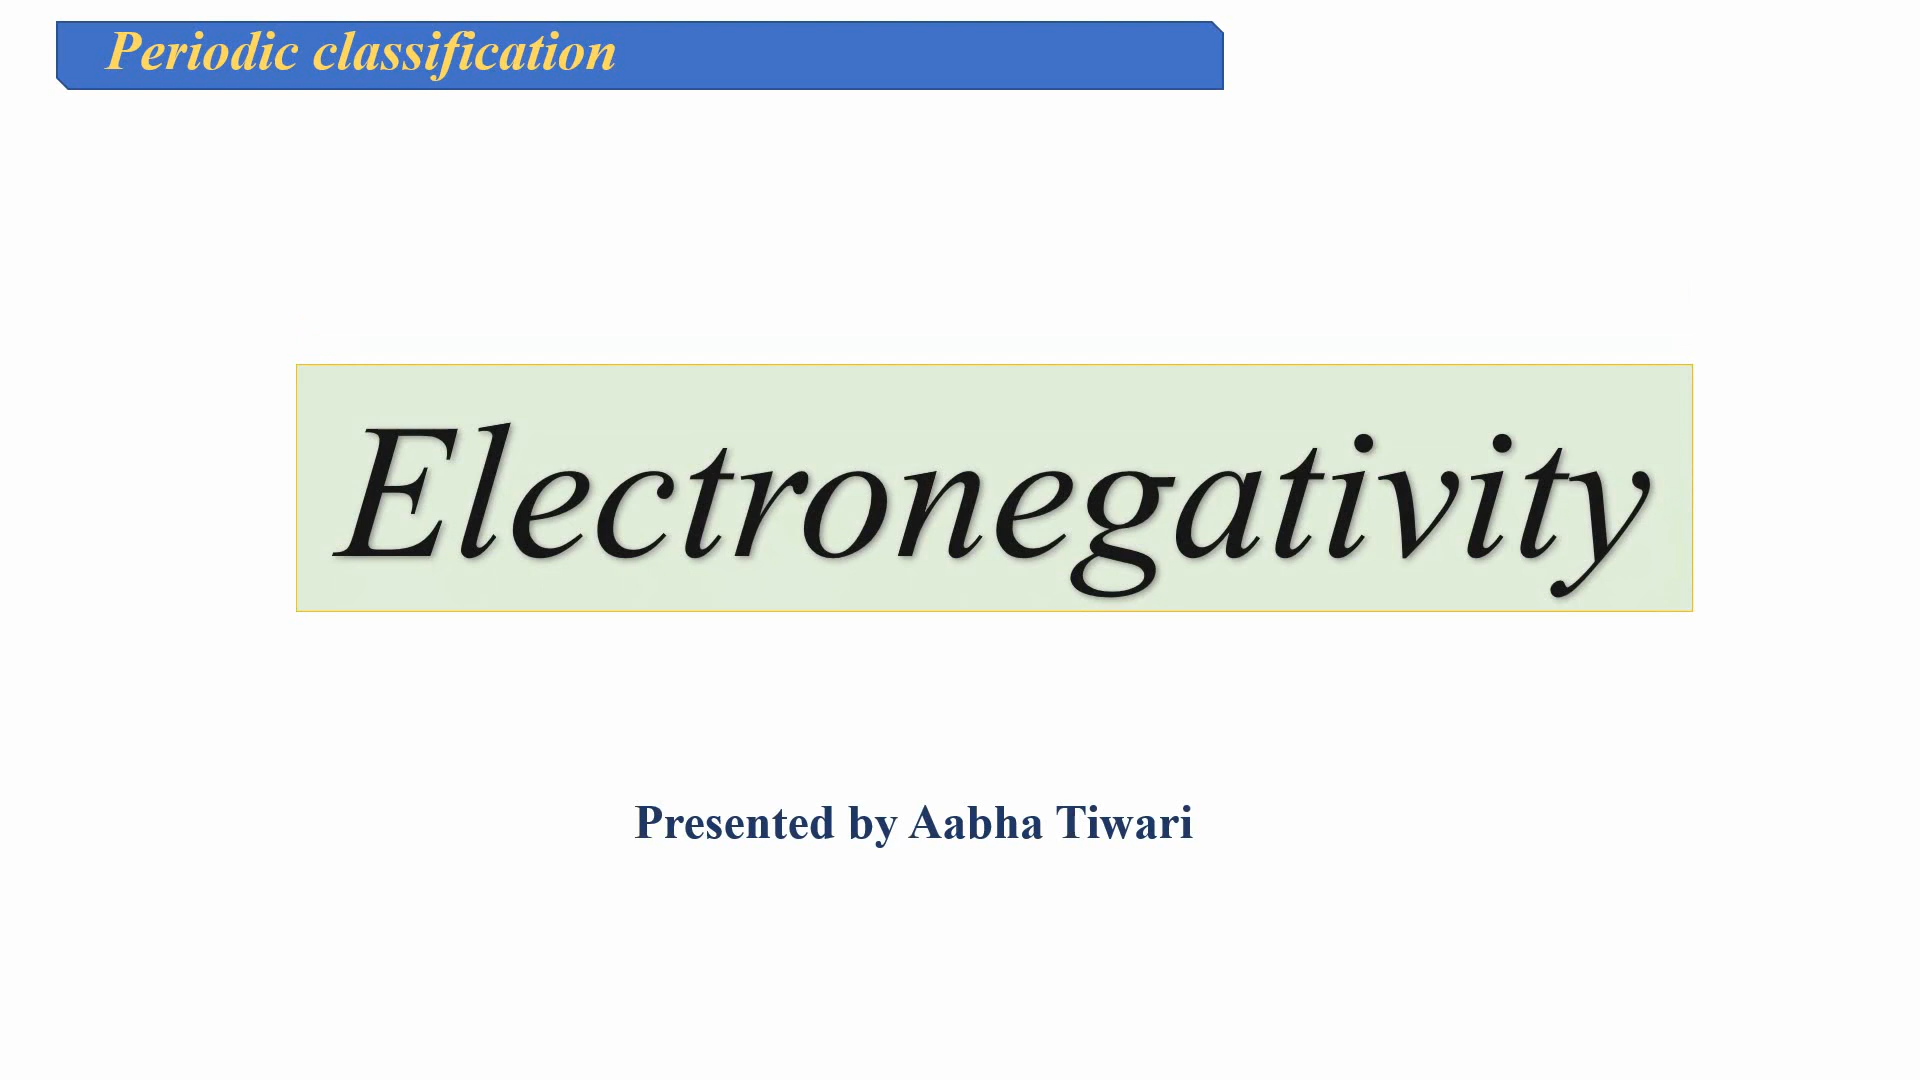 Periodic classification
Electronegativity
Presented by Aabha Tiwari